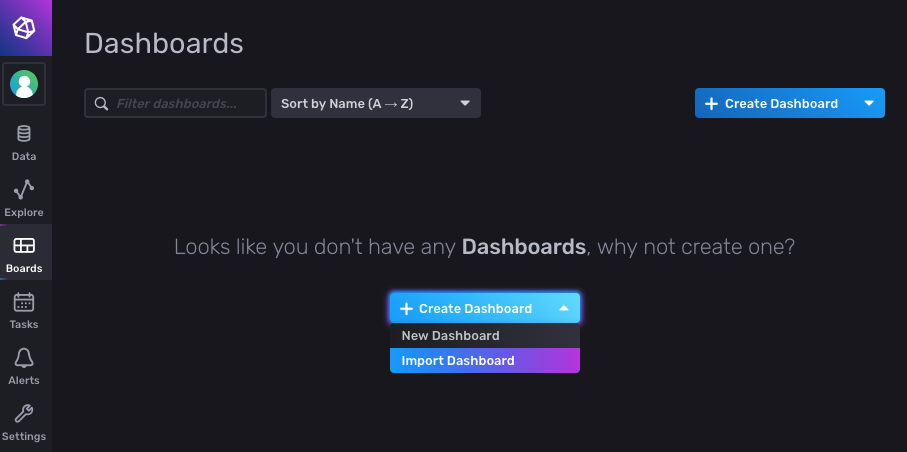 Dashboards
Filter dashboards...
Sort by Name (A → Z)
Create Dashboard
Data
Explore
Boards
Tasks
Alerts
Settings
Looks like you don't have any Dashboards, why not create one?
Create Dashboard
New Dashboard
Import Dashboard